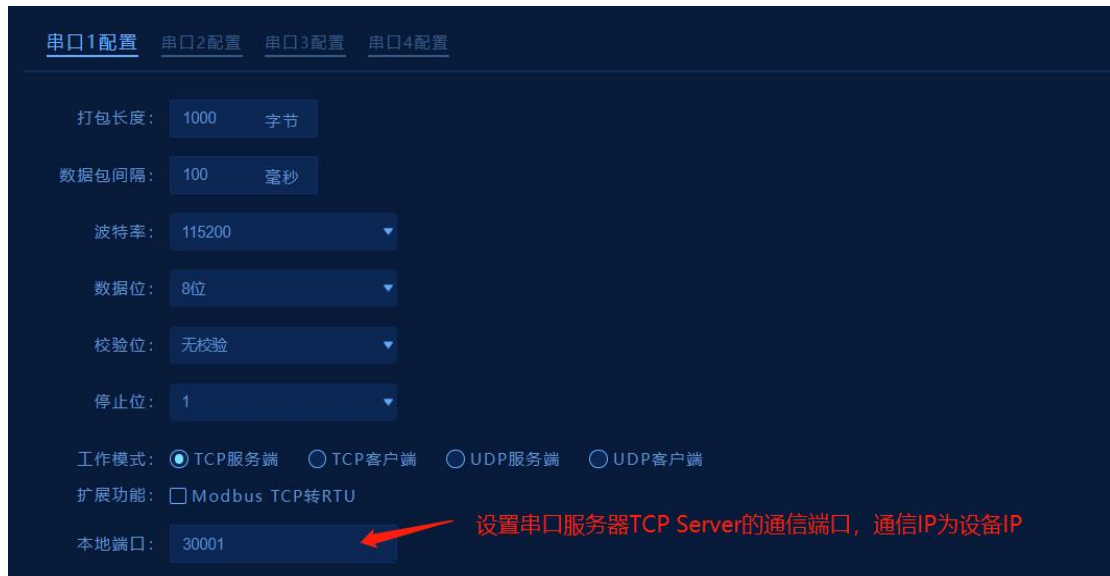 串口1配置 串口2配置 串口3配置 串口4配置
打包长度: 1000 字节
数据包间隔: 100 毫秒
波特率: 115200
数据位: 8位
校验位: 无校验
停止位: 1
工作模式: TCP服务端 TCP客户端 UDP服务端 UDP客户端
扩展功能: Modbus TCP转RTU
本地端口: 30001
设置串口服务器TCP Server的通信端口，通信IP为设备IP